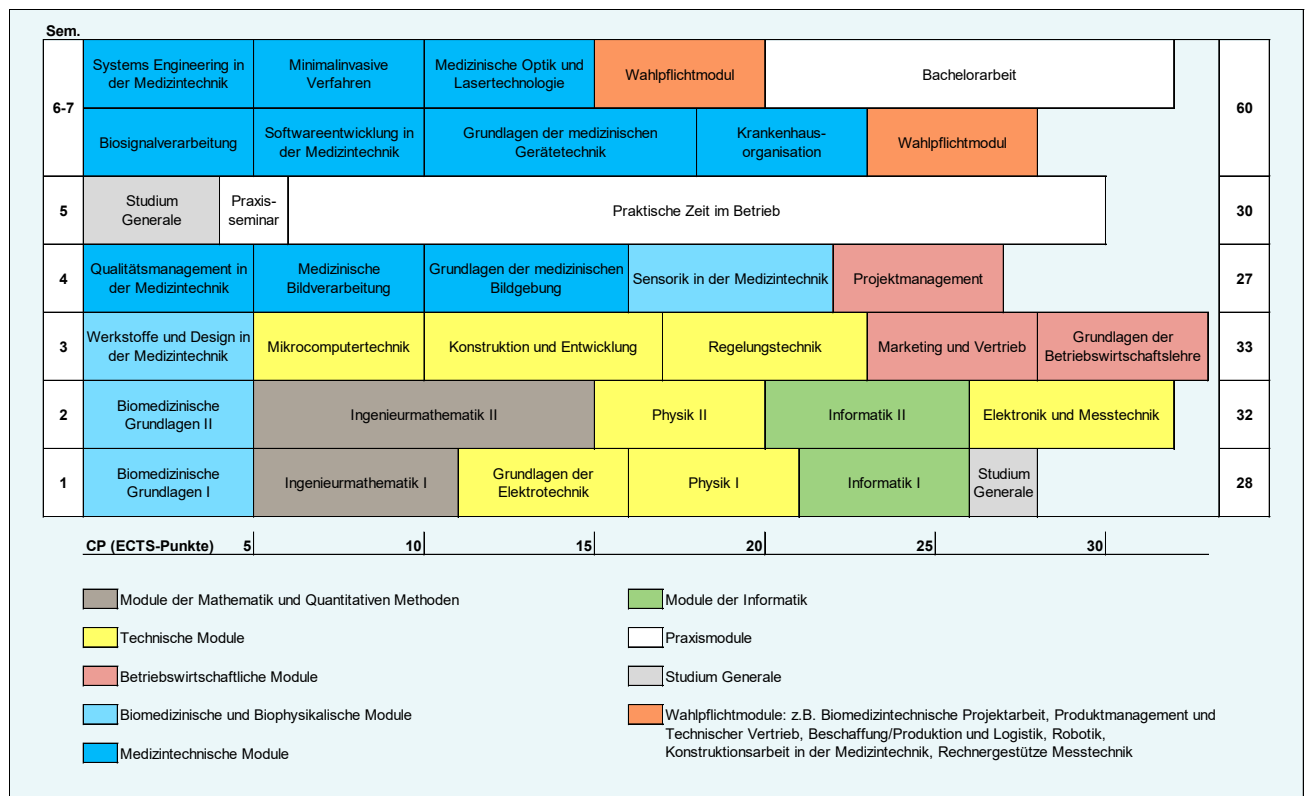 Sem.
6-7
Systems Engineering in
der Medizintechnik
Minimalinvasive
Verfahren
Medizinische Optik und
Lasertechnologie
Wahlpflichtmodul
Bachelorarbeit
60
Biosignalverarbeitung
Softwareentwicklung in
der Medizintechnik
Grundlagen der medizinischen
Gerätetechnik
Krankenhaus-
organisation
Wahlpflichtmodul
5
Studium
Generale
Praxis-
seminar
Praktische Zeit im Betrieb
30
4
Qualitätsmanagement in
der Medizintechnik
Medizinische
Bildverarbeitung
Grundlagen der medizinischen
Bildgebung
Sensorik in der Medizintechnik
Projektmanagement
27
3
Werkstoffe und Design in
der Medizintechnik
Mikrocomputertechnik
Konstruktion und Entwicklung
Regelungstechnik
Marketing und Vertrieb
Grundlagen der
Betriebswirtschaftslehre
33
2
Biomedizinische
Grundlagen II
Ingenieurmathematik II
Physik II
Informatik II
Elektronik und Messtechnik
32
1
Biomedizinische
Grundlagen I
Ingenieurmathematik I
Grundlagen der
Elektrotechnik
Physik I
Informatik I
Studium
Generale
28
CP (ECTS-Punkte) 5 10 15 20 25 30
Module der Mathematik und Quantitativen Methoden
Technische Module
Betriebswirtschaftliche Module
Biomedizinische und Biophysikalische Module
Medizintechnische Module
Module der Informatik
Praxismodule
Studium Generale
Wahlpflichtmodule: z.B. Biomedizintechnische Projektarbeit, Produktmanagement und
Technischer Vertrieb, Beschaffung/Produktion und Logistik, Robotik,
Konstruktionsarbeit in der Medizintechnik, Rechnergestütze Messtechnik